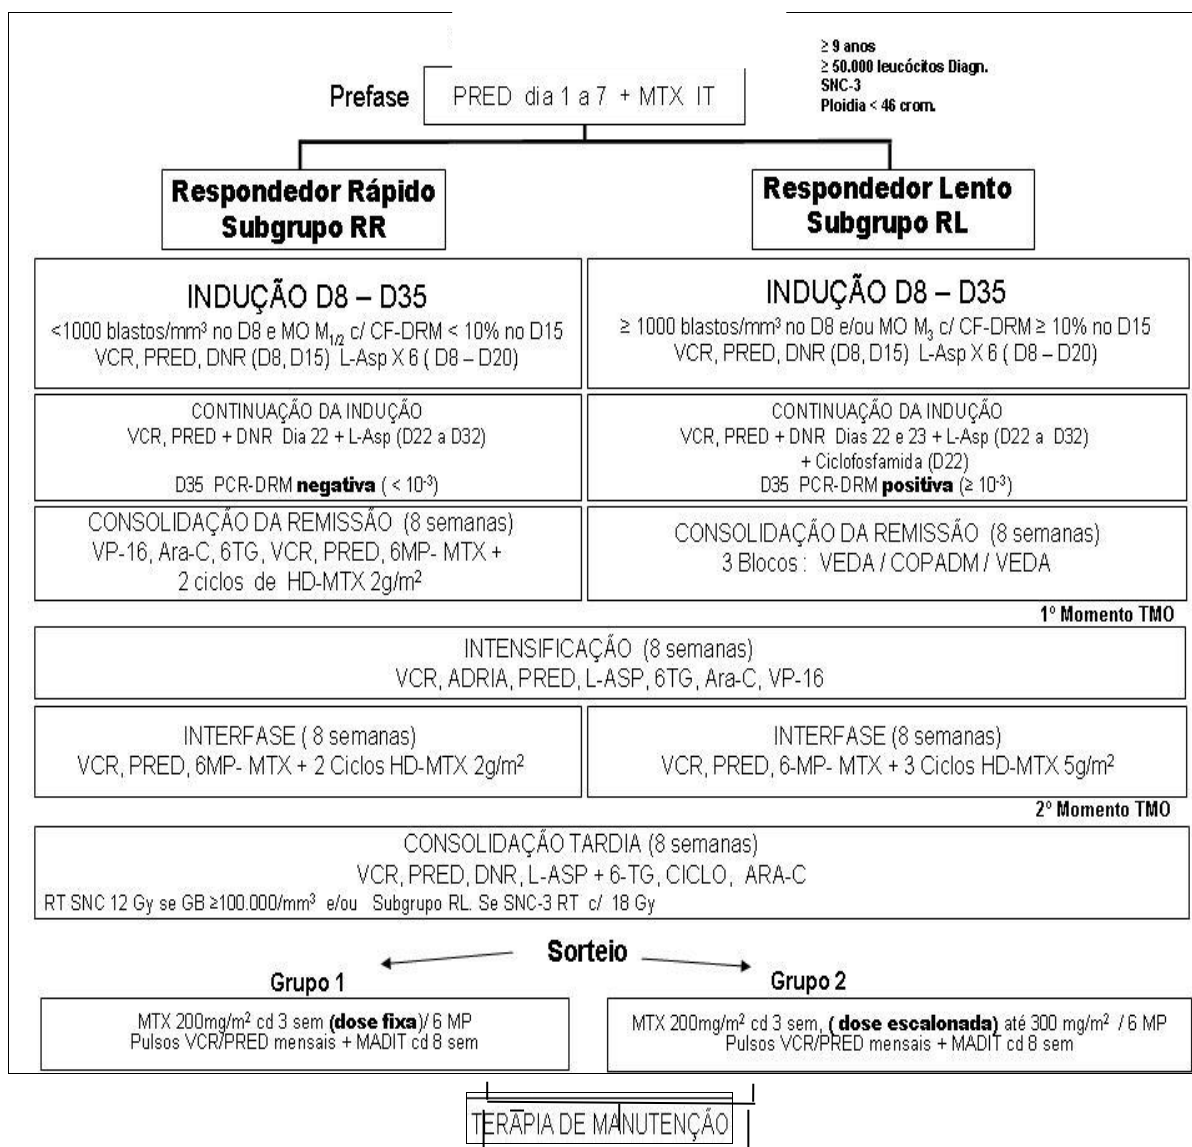 ≥ 9 anos
≥ 50.000 leucócitos Diagn.
SNC-3
Ploidia < 46 crom.
Prefase
PRED dia 1 a 7 + MTX IT
Respondedor Rápido
Subgrupo RR
Respondedor Lento
Subgrupo RL
INDUÇÃO D8 – D35
<1000 blastos/mm³ no D8 e MO M1/2 c/ CF-DRM < 10% no D15
VCR, PRED, DNR (D8, D15) L-Asp X 6 ( D8 – D20)
INDUÇÃO D8 – D35
≥ 1000 blastos/mm³ no D8 e/ou MO M3 c/ CF-DRM ≥ 10% no D15
VCR, PRED, DNR (D8, D15) L-Asp X 6 ( D8 – D20)
CONTINUAÇÃO DA INDUÇÃO
VCR, PRED + DNR Dia 22 + L-Asp (D22 a D32)
D35 PCR-DRM negativa ( < 10⁻³)
CONTINUAÇÃO DA INDUÇÃO
VCR, PRED + DNR Dias 22 e 23 + L-Asp (D22 a D32)
+ Ciclofosfamida (D22)
D35 PCR-DRM positiva (≥ 10⁻³)
CONSOLIDAÇÃO DA REMISSÃO (8 semanas)
VP-16, Ara-C, 6TG, VCR, PRED, 6MP- MTX +
2 ciclos de HD-MTX 2g/m²
CONSOLIDAÇÃO DA REMISSÃO (8 semanas)
3 Blocos : VEDA / COPADM / VEDA
1º Momento TMO
INTENSIFICAÇÃO (8 semanas)
VCR, ADRIA, PRED, L-ASP, 6TG, Ara-C, VP-16
INTERFASE ( 8 semanas)
VCR, PRED, 6MP- MTX + 2 Ciclos HD-MTX 2g/m²
INTERFASE (8 semanas)
VCR, PRED, 6-MP- MTX + 3 Ciclos HD-MTX 5g/m²
2º Momento TMO
CONSOLIDAÇÃO TARDIA (8 semanas)
VCR, PRED, DNR, L-ASP + 6-TG, CICLO, ARA-C
RT SNC 12 Gy se GB ≥100.000/mm³ e/ou Subgrupo RL. Se SNC-3 RT c/ 18 Gy
Sorteio
Grupo 1
Grupo 2
MTX 200mg/m² cd 3 sem (dose fixa)/ 6 MP
Pulsos VCR/PRED mensais + MADIT cd 8 sem
MTX 200mg/m² cd 3 sem, ( dose escalonada) até 300 mg/m² / 6 MP
Pulsos VCR/PRED mensais + MADIT cd 8 sem
TERAPIA DE MANUTENÇÃO